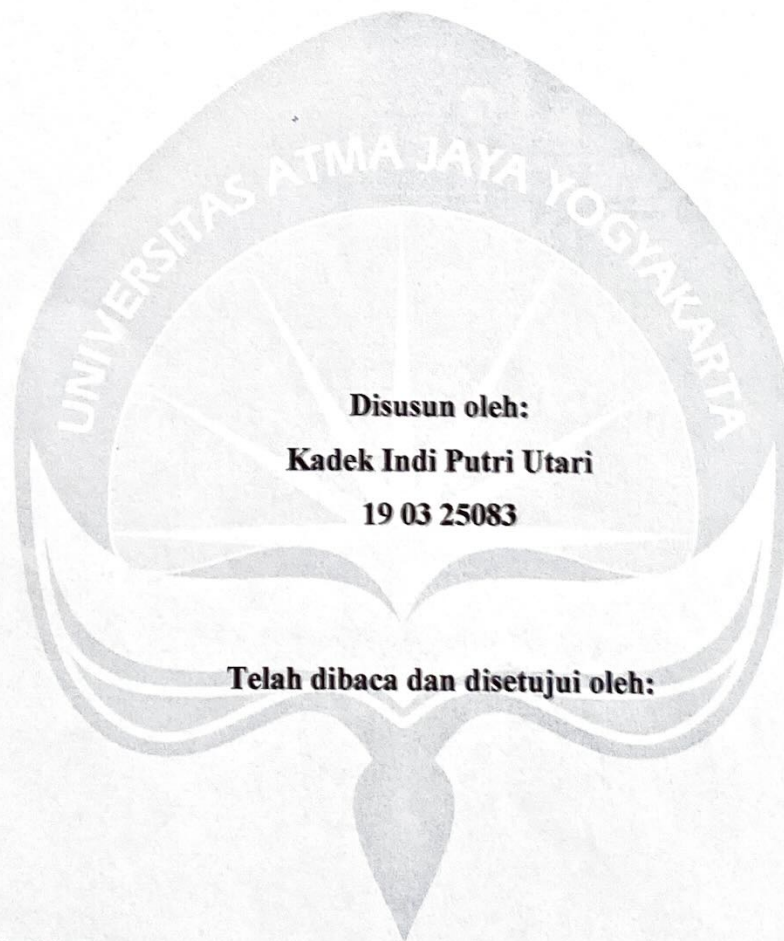 UNIVERSITAS ATMA JAYA YOGYAKARTA
Disusun oleh:
Kadek Indi Putri Utari
19 03 25083
Telah dibaca dan disetujui oleh: